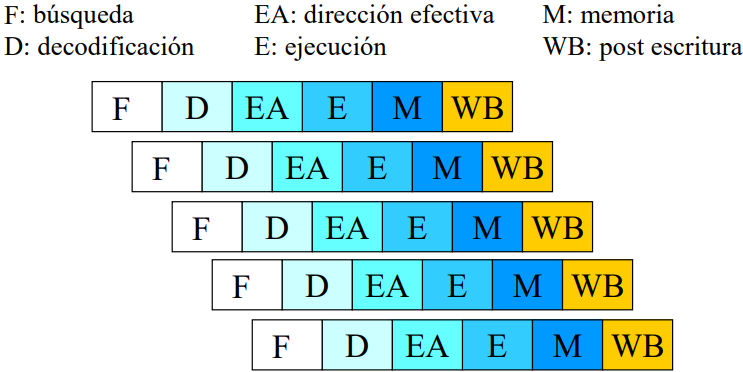 F: búsqueda EA: dirección efectiva M: memoria
D: decodificación E: ejecución WB: post escritura
F D EA E M WB
F D EA E M WB
F D EA E M WB
F D EA E M WB
F D EA E M WB